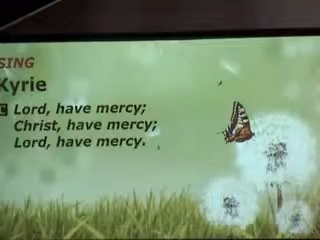 SING
Kyrie
C Lord, have mercy;
Christ, have mercy;
Lord, have mercy.